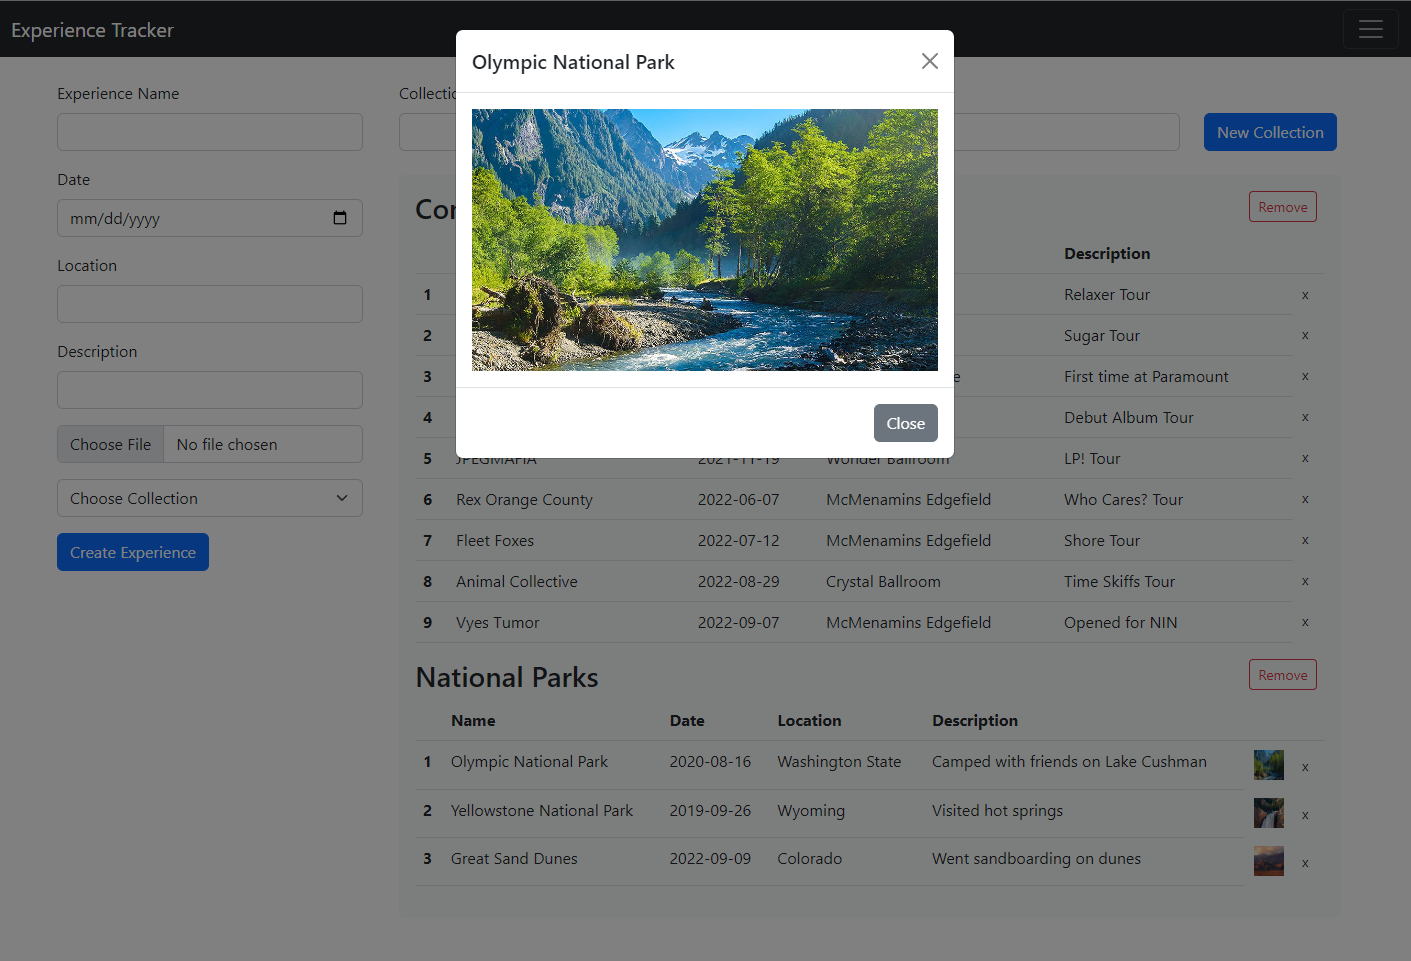 Experience Tracker
Olympic National Park
Close
Experience Name
Date
mm/dd/yyyy
Location
Description
Choose File No file chosen
Choose Collection
Create Experience
New Collection
Remove
Description
1 Relaxer Tour x
2 Sugar Tour x
3 First time at Paramount x
4 Debut Album Tour x
5 JPEGMAFIA 2021-11-19 Wonder Ballroom LP! Tour x
6 Rex Orange County 2022-06-07 McMenamins Edgefield Who Cares? Tour x
7 Fleet Foxes 2022-07-12 McMenamins Edgefield Shore Tour x
8 Animal Collective 2022-08-29 Crystal Ballroom Time Skiffs Tour x
9 Vyes Tumor 2022-09-07 McMenamins Edgefield Opened for NIN x
National Parks Remove
Name Date Location Description
1 Olympic National Park 2020-08-16 Washington State Camped with friends on Lake Cushman x
2 Yellowstone National Park 2019-09-26 Wyoming Visited hot springs x
3 Great Sand Dunes 2022-09-09 Colorado Went sandboarding on dunes x